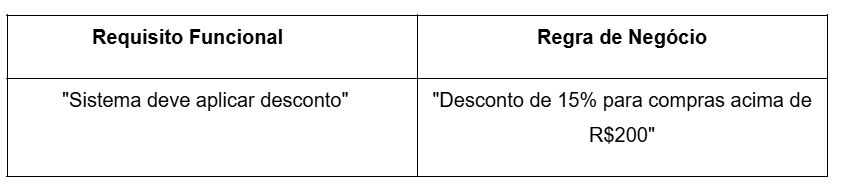 Requisito Funcional
Regra de Negócio
"Sistema deve aplicar desconto"
"Desconto de 15% para compras acima de
R$200"